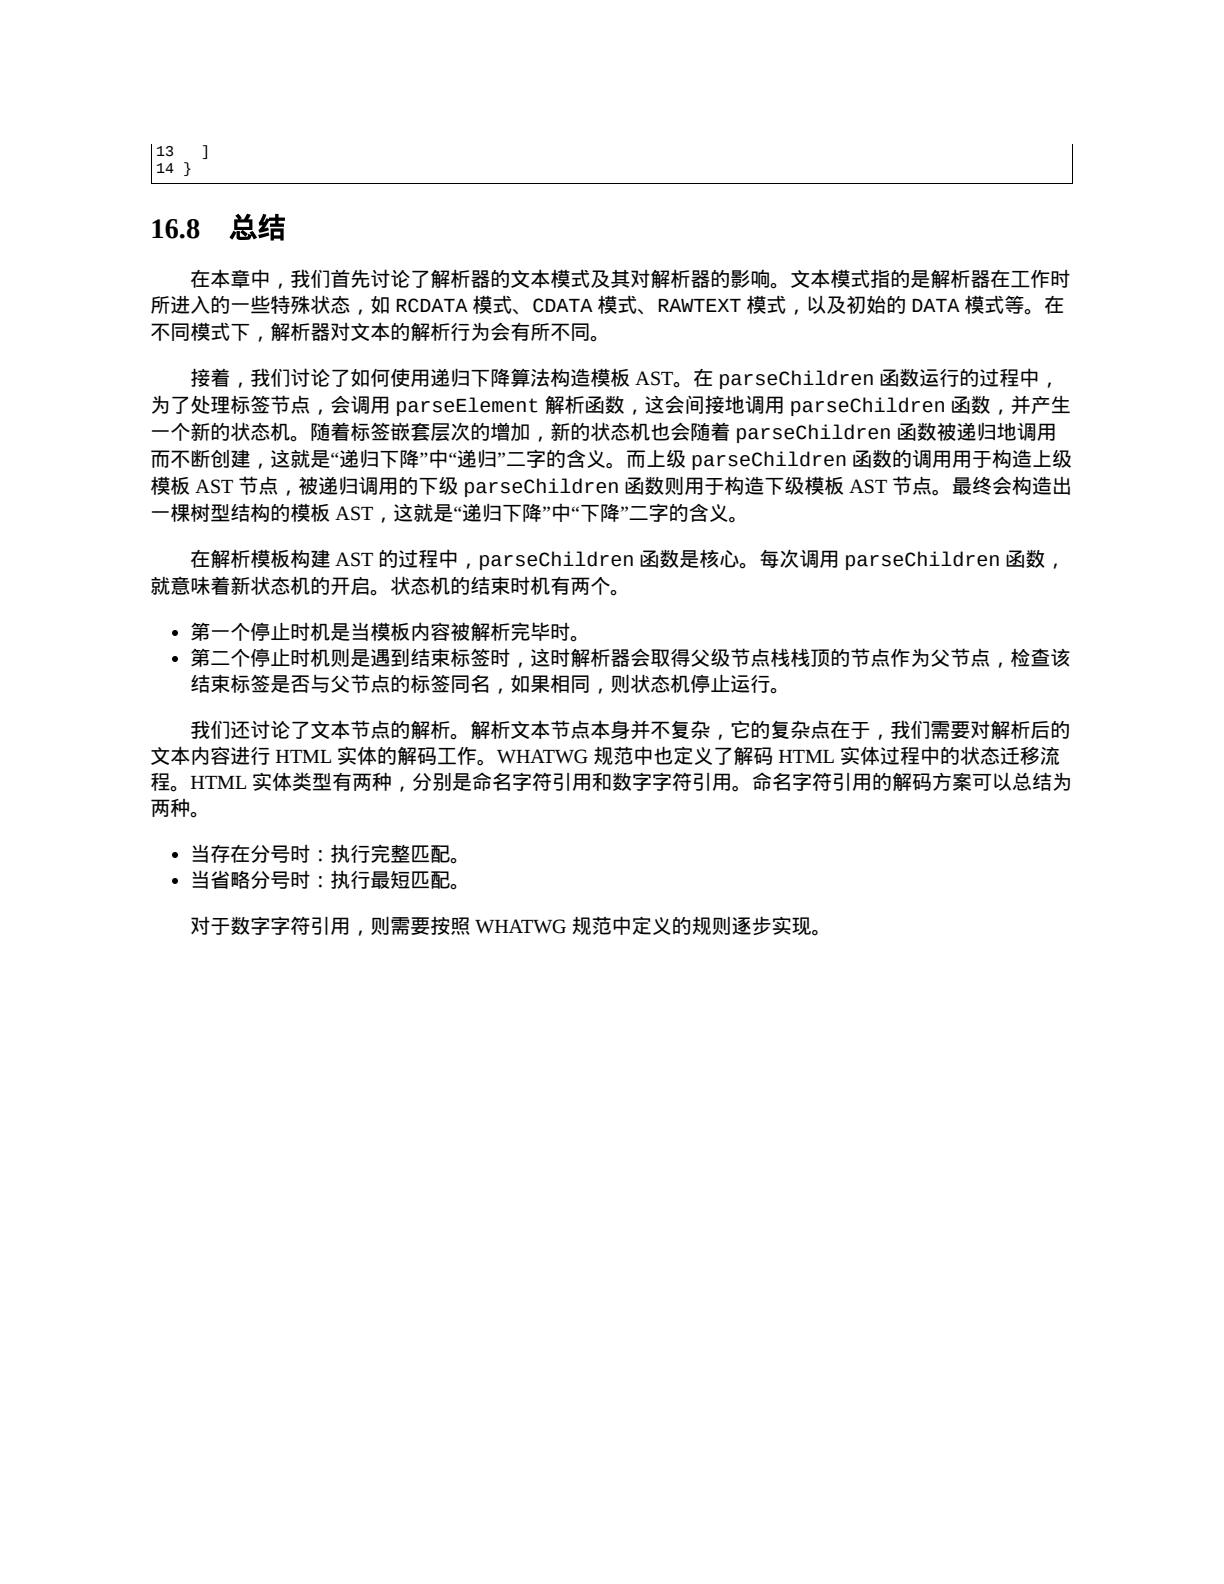 13   ]
14 }
16.8 总结
在本章中，我们首先讨论了解析器的文本模式及其对解析器的影响。文本模式指的是解析器在工作时
所进入的一些特殊状态，如 RCDATA 模式、CDATA 模式、RAWTEXT 模式，以及初始的 DATA 模式等。在
不同模式下，解析器对文本的解析行为会有所不同。
接着，我们讨论了如何使用递归下降算法构造模板 AST。在 parseChildren 函数运行的过程中，
为了处理标签节点，会调用 parseElement 解析函数，这会间接地调用 parseChildren 函数，并产生
一个新的状态机。随着标签嵌套层次的增加，新的状态机也会随着 parseChildren 函数被递归地调用
而不断创建，这就是“递归下降”中“递归”二字的含义。而上级 parseChildren 函数的调用用于构造上级
模板 AST 节点，被递归调用的下级 parseChildren 函数则用于构造下级模板 AST 节点。最终会构造出
一棵树型结构的模板 AST，这就是“递归下降”中“下降”二字的含义。
在解析模板构建 AST 的过程中，parseChildren 函数是核心。每次调用 parseChildren 函数，
就意味着新状态机的开启。状态机的结束时机有两个。
• 第一个停止时机是当模板内容被解析完毕时。
• 第二个停止时机则是遇到结束标签时，这时解析器会取得父级节点栈栈顶的节点作为父节点，检查该
结束标签是否与父节点的标签同名，如果相同，则状态机停止运行。
我们还讨论了文本节点的解析。解析文本节点本身并不复杂，它的复杂点在于，我们需要对解析后的
文本内容进行 HTML 实体的解码工作。WHATWG 规范中也定义了解码 HTML 实体过程中的状态迁移流
程。HTML 实体类型有两种，分别是命名字符引用和数字字符引用。命名字符引用的解码方案可以总结为
两种。
• 当存在分号时：执行完整匹配。
• 当省略分号时：执行最短匹配。
对于数字字符引用，则需要按照 WHATWG 规范中定义的规则逐步实现。